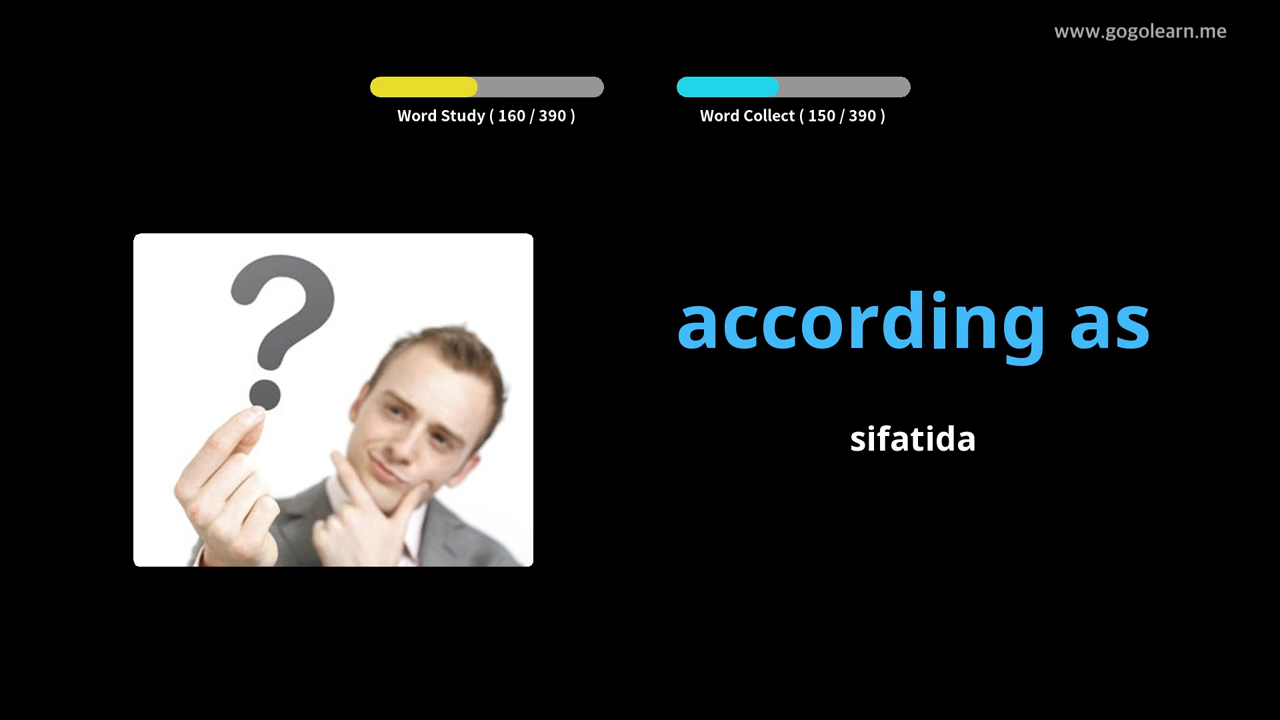 www.gogolearn.me
Word Study ( 160 / 390 )
Word Collect ( 150 / 390 )
according as
sifatida